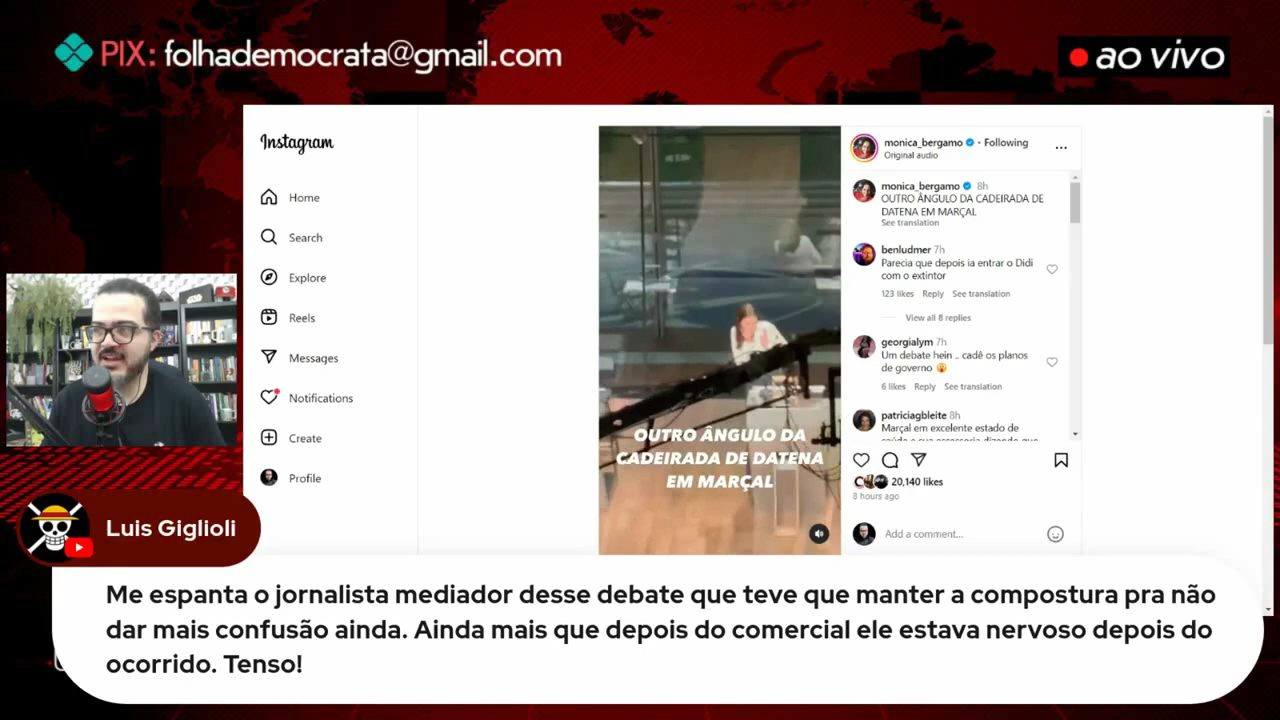 PIX: folhademocrata@gmail.com
ao vivo
Instagram
Home
Search
Explore
Reels
Messages
Notifications
Create
Profile
OUTRO ÂNGULO DA
CADEIRADA DE DATENA
EM MARÇAL
monica_bergamo • Following
Original audio
monica_bergamo 8h
OUTRO ÂNGULO DA CADEIRADA DE
DATENA EM MARÇAL
See translation
benludmer 7h
Parecia que depois ia entrar o Didi
com o extintor
123 likes Reply See translation
View all 8 replies
georgialym 7h
Um debate hein .. cadê os planos
de governo
6 likes Reply See translation
patriciagbleite 8h
Marçal em excelente estado de
saúde e sua assessoria dizendo que
20,140 likes
8 hours ago
Add a comment...
Luis Giglioli
Me espanta o jornalista mediador desse debate que teve que manter a compostura pra não
dar mais confusão ainda. Ainda mais que depois do comercial ele estava nervoso depois do
ocorrido. Tenso!